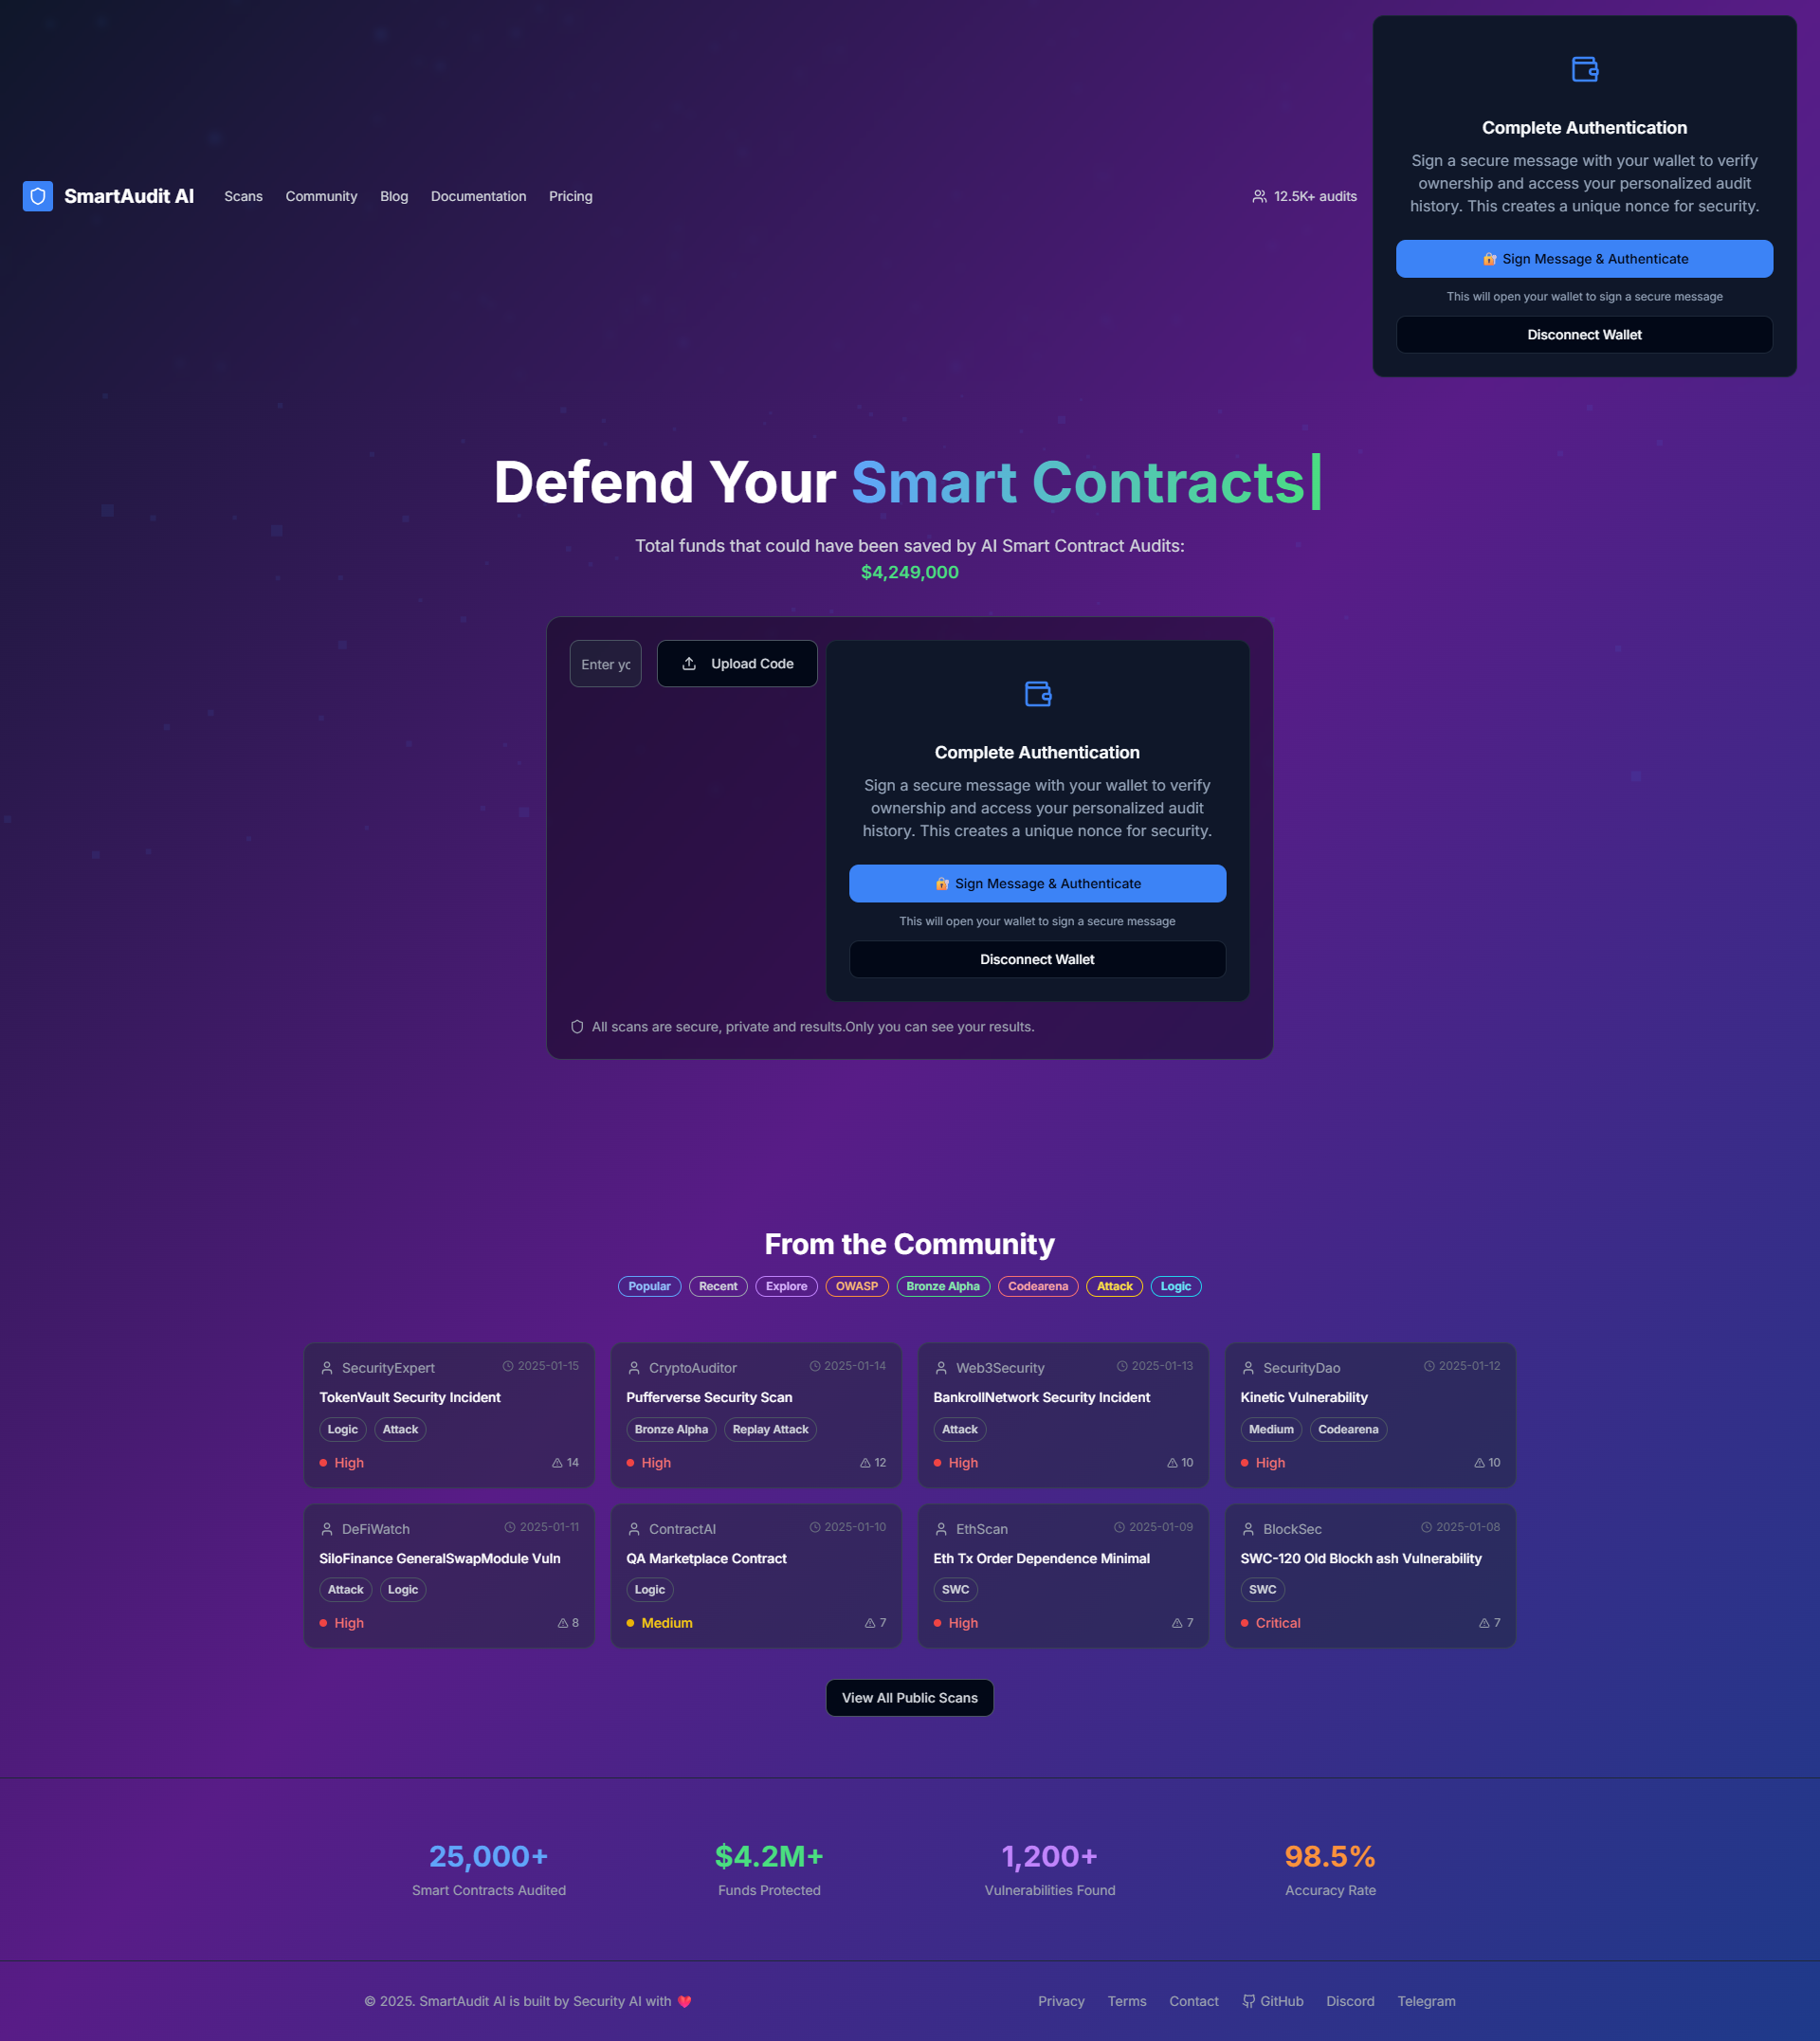 SmartAudit AI
Scans
Community
Blog
Documentation
Pricing
12.5K+ audits
Complete Authentication
Sign a secure message with your wallet to verify
ownership and access your personalized audit
history. This creates a unique nonce for security.
🔐 Sign Message & Authenticate
This will open your wallet to sign a secure message
Disconnect Wallet
Defend Your Smart Contracts|
Total funds that could have been saved by AI Smart Contract Audits:
$4,249,000
Enter yo
Upload Code
Complete Authentication
Sign a secure message with your wallet to verify
ownership and access your personalized audit
history. This creates a unique nonce for security.
🔐 Sign Message & Authenticate
This will open your wallet to sign a secure message
Disconnect Wallet
All scans are secure, private and results.Only you can see your results.
From the Community
Popular
Recent
Explore
OWASP
Bronze Alpha
Codearena
Attack
Logic
SecurityExpert
2025-01-15
TokenVault Security Incident
Logic
Attack
High
14
CryptoAuditor
2025-01-14
Pufferverse Security Scan
Bronze Alpha
Replay Attack
High
12
Web3Security
2025-01-13
BankrollNetwork Security Incident
Attack
High
10
SecurityDao
2025-01-12
Kinetic Vulnerability
Medium
Codearena
High
10
DeFiWatch
2025-01-11
SiloFinance GeneralSwapModule Vuln
Attack
Logic
High
8
ContractAI
2025-01-10
QA Marketplace Contract
Logic
Medium
7
EthScan
2025-01-09
Eth Tx Order Dependence Minimal
SWC
High
7
BlockSec
2025-01-08
SWC-120 Old Blockh ash Vulnerability
SWC
Critical
7
View All Public Scans
25,000+
Smart Contracts Audited
$4.2M+
Funds Protected
1,200+
Vulnerabilities Found
98.5%
Accuracy Rate
© 2025. SmartAudit AI is built by Security AI with ❤️
Privacy
Terms
Contact
GitHub
Discord
Telegram